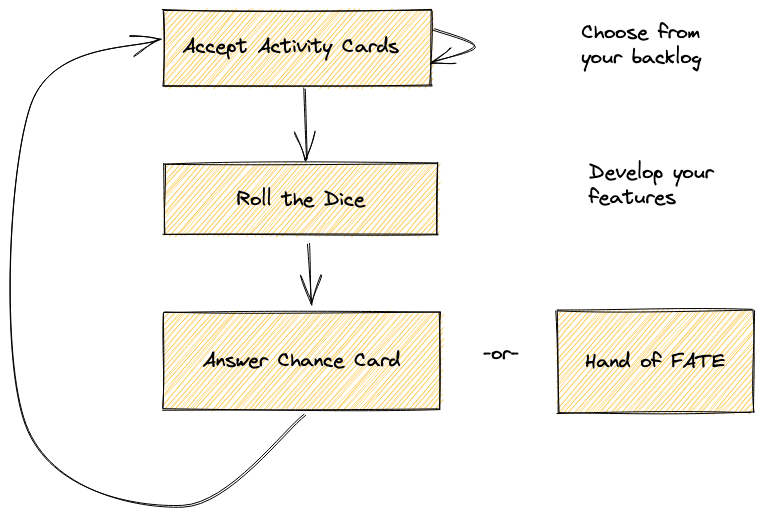 Accept Activity Cards
Choose from
your backlog
Roll the Dice
Develop your
features
Answer Chance Card
-or-
Hand of FATE